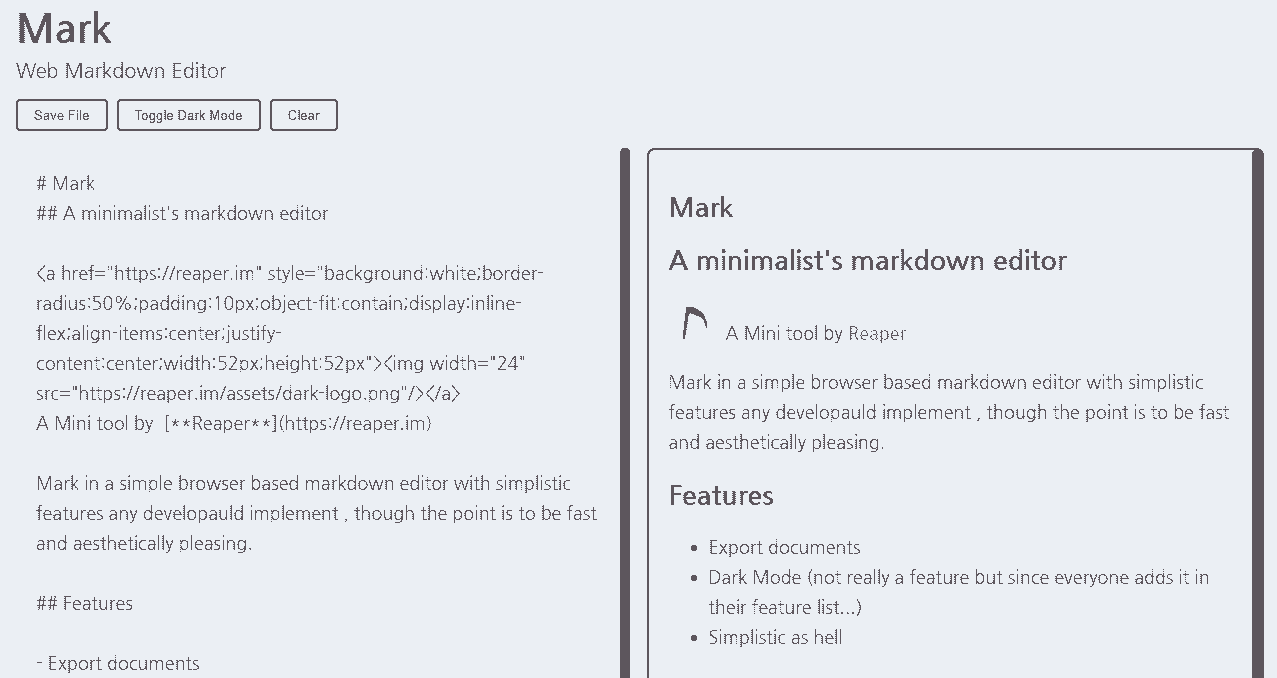 Mark
Web Markdown Editor
Save File
Toggle Dark Mode
Clear
# Mark
## A minimalist's markdown editor
<a href="https://reaper.im" style="background:white;border-
radius:50%;padding:10px;object-fit:contain;display:inline-
flex;align-items:center;justify-
content:center;width:52px;height:52px"><img width="24"
src="https://reaper.im/assets/dark-logo.png"/></a>
A Mini tool by  [**Reaper**](https://reaper.im)
Mark in a simple browser based markdown editor with simplistic
features any developauld implement , though the point is to be fast
and aesthetically pleasing.
## Features
- Export documents
Mark
A minimalist's markdown editor
A Mini tool by Reaper
Mark in a simple browser based markdown editor with simplistic
features any developauld implement , though the point is to be fast
and aesthetically pleasing.
Features
• Export documents
• Dark Mode (not really a feature but since everyone adds it in
their feature list...)
• Simplistic as hell